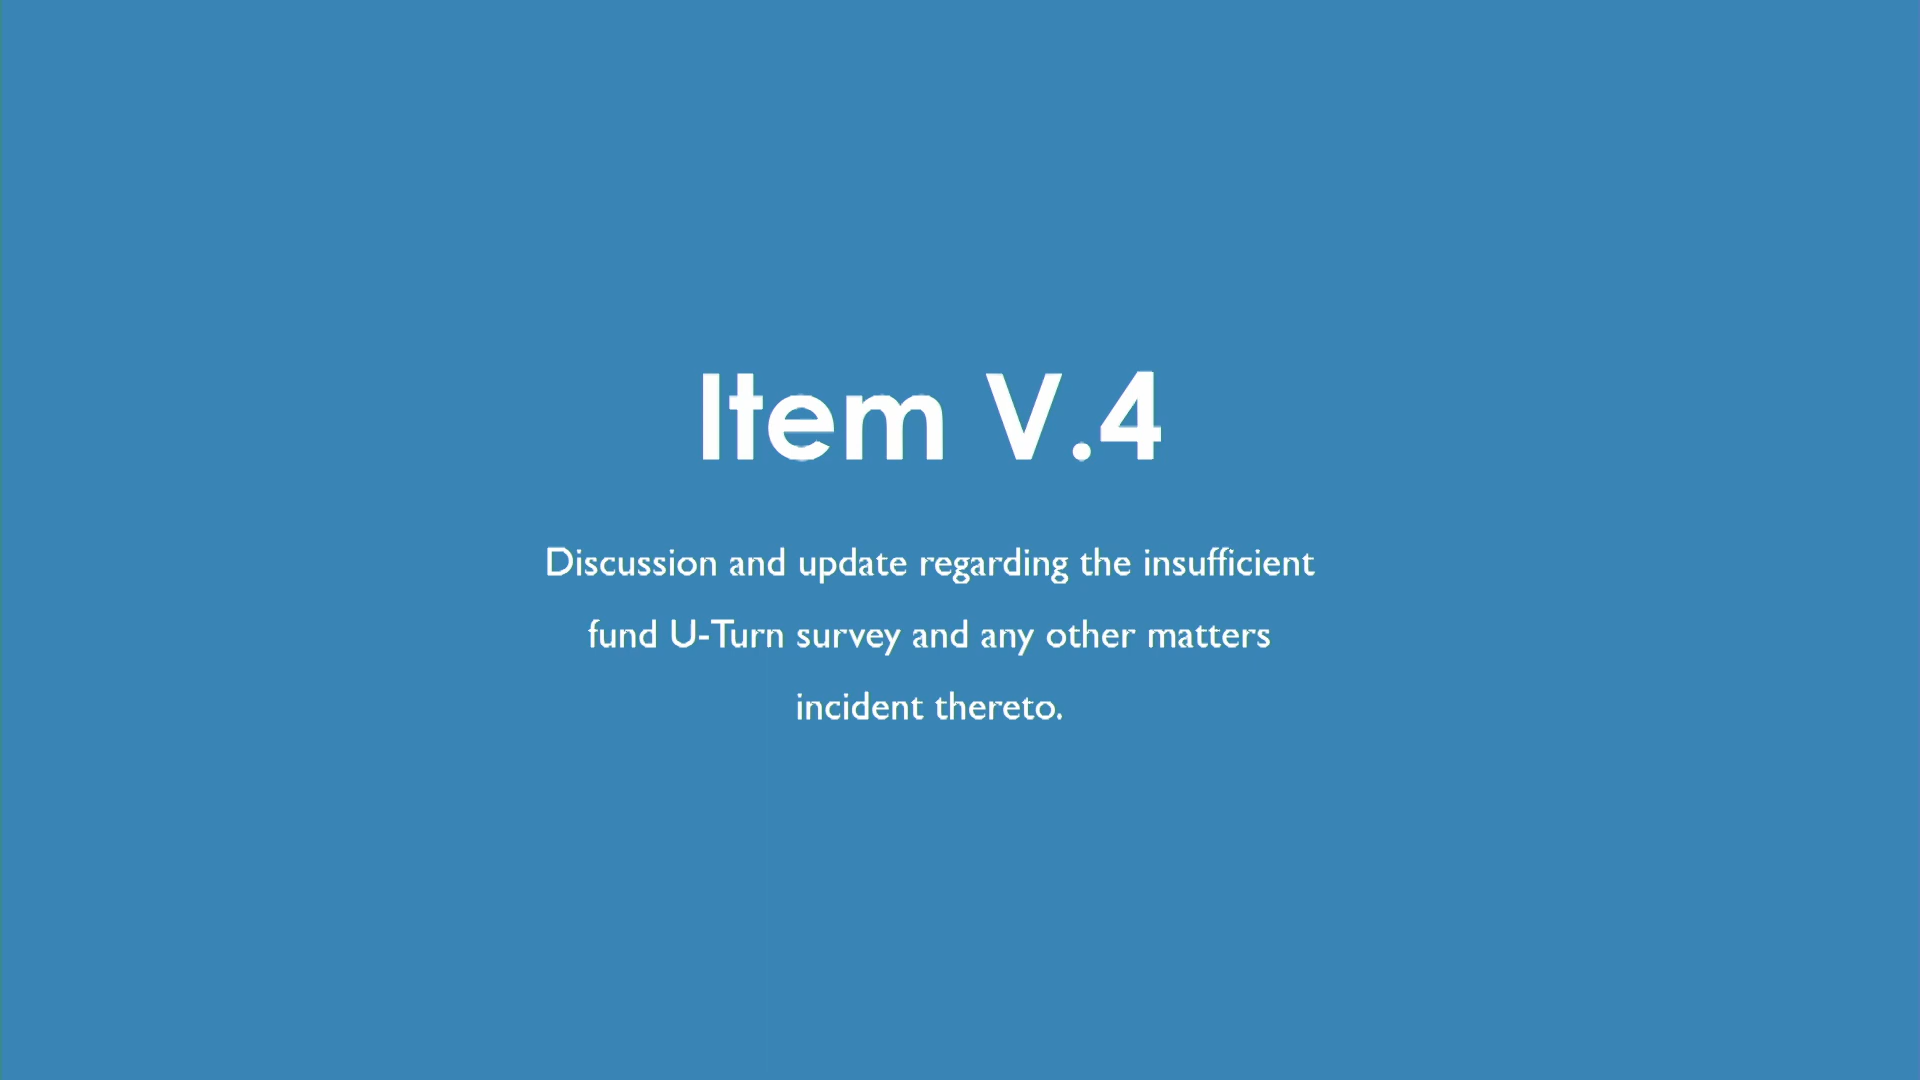 Item V.4
Discussion and update regarding the insufficient
fund U-Turn survey and any other matters
incident thereto.